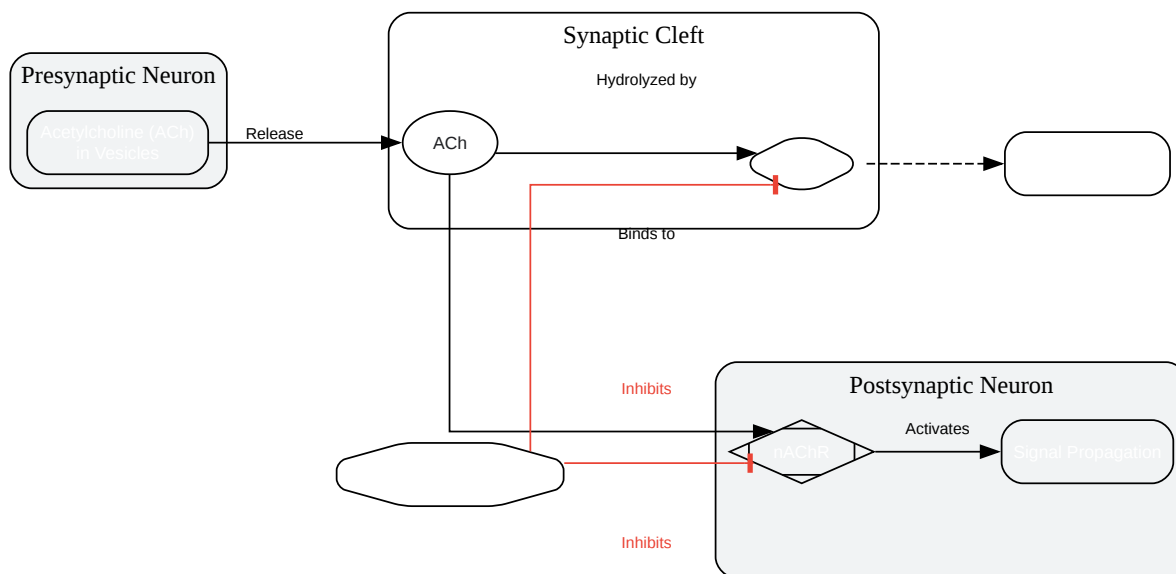 Synaptic Cleft
Presynaptic Neuron
Hydrolyzed by
Acetylcholine (ACh)
in Vesicles
Release
ACh
Binds to
Postsynaptic Neuron
Inhibits
Activates
nAChR
Signal Propagation
Inhibits